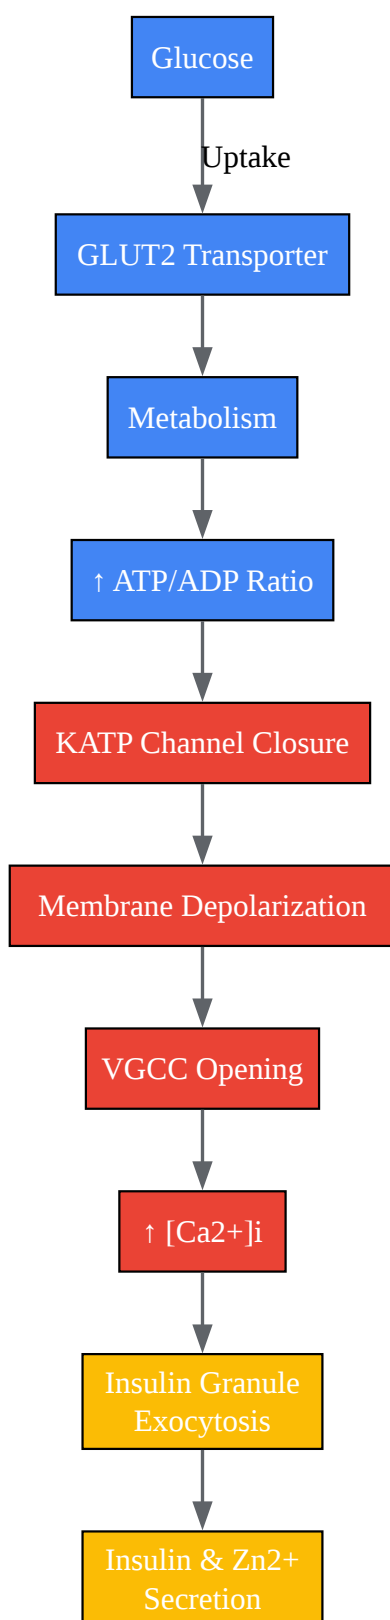 Glucose
Uptake
GLUT2 Transporter
Metabolism
↑ ATP/ADP Ratio
KATP Channel Closure
Membrane Depolarization
VGCC Opening
↑ [Ca2+]i
Insulin Granule
Exocytosis
Insulin & Zn2+
Secretion